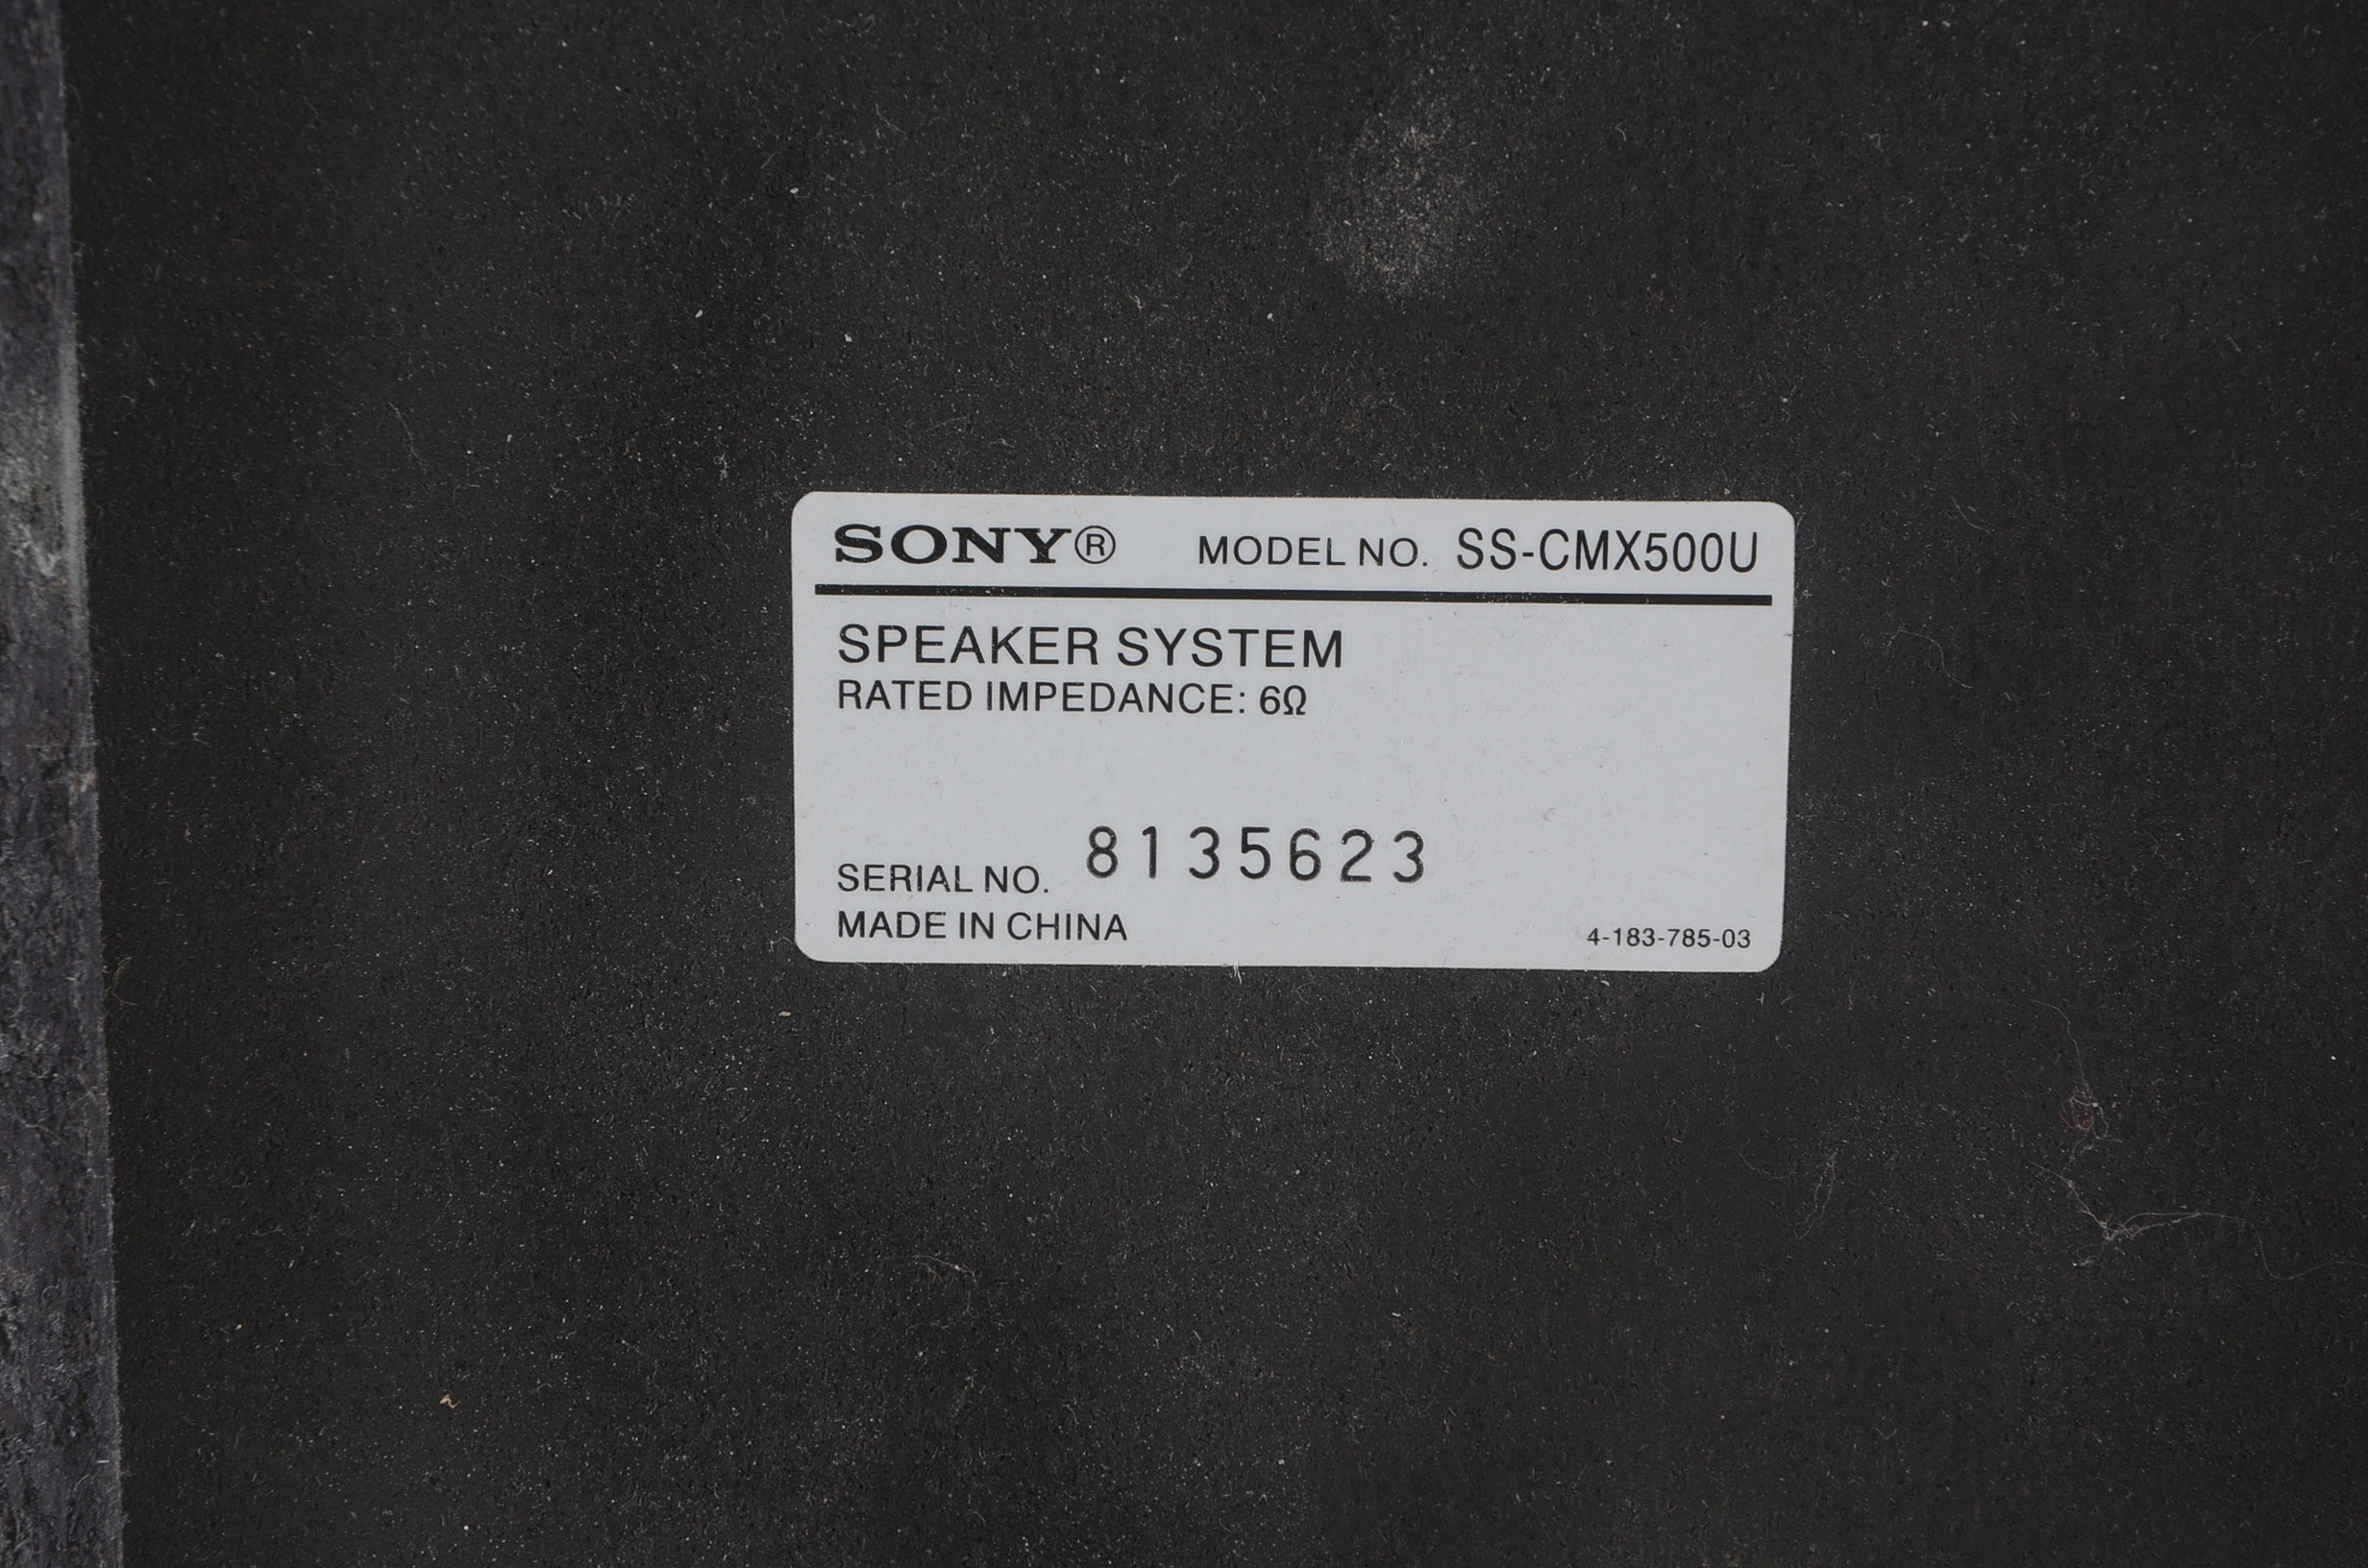 SONY® MODEL NO. SS-CMX500U
SPEAKER SYSTEM
RATED IMPEDANCE: 6Ω
SERIAL NO. 8135623
MADE IN CHINA 4-183-785-03